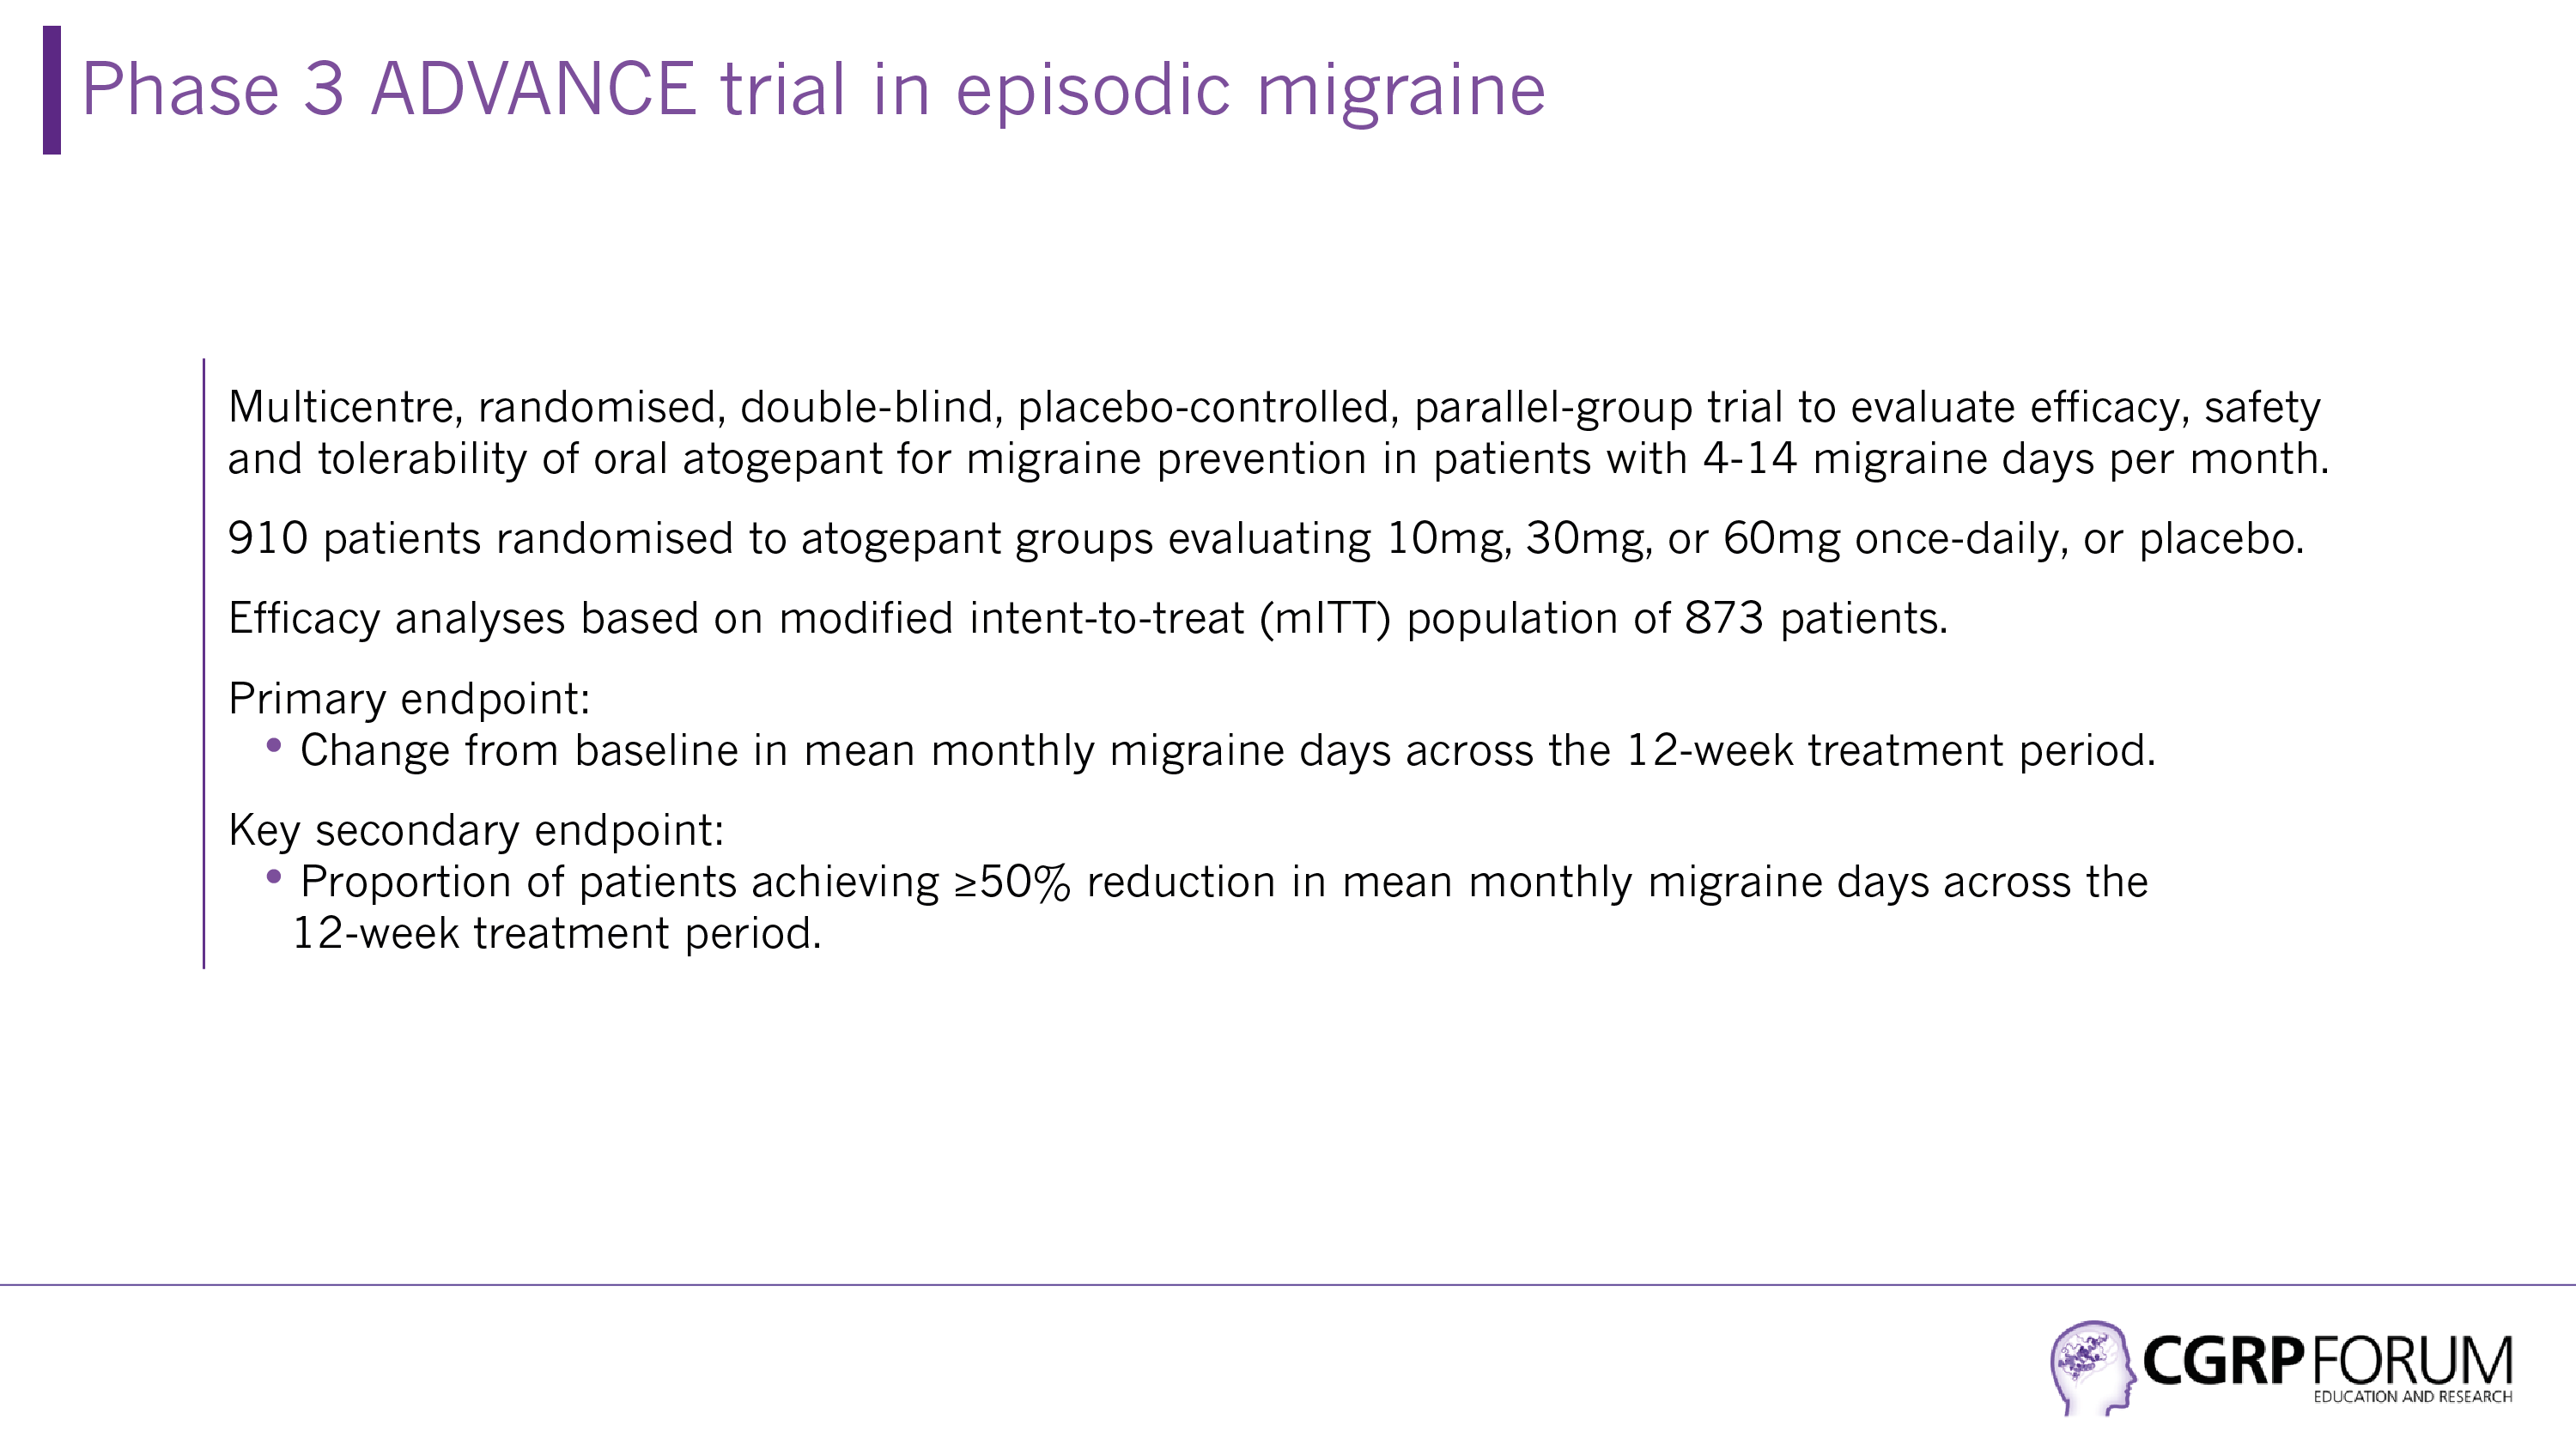 Phase 3 ADVANCE trial in episodic migraine
Multicentre, randomised, double-blind, placebo-controlled, parallel-group trial to evaluate efficacy, safety
and tolerability of oral atogepant for migraine prevention in patients with 4-14 migraine days per month.
910 patients randomised to atogepant groups evaluating 10mg, 30mg, or 60mg once-daily, or placebo.
Efficacy analyses based on modified intent-to-treat (mITT) population of 873 patients.
Primary endpoint:
• Change from baseline in mean monthly migraine days across the 12-week treatment period.
Key secondary endpoint:
• Proportion of patients achieving ≥50% reduction in mean monthly migraine days across the
12-week treatment period.
CGRP FORUM
EDUCATION AND RESEARCH